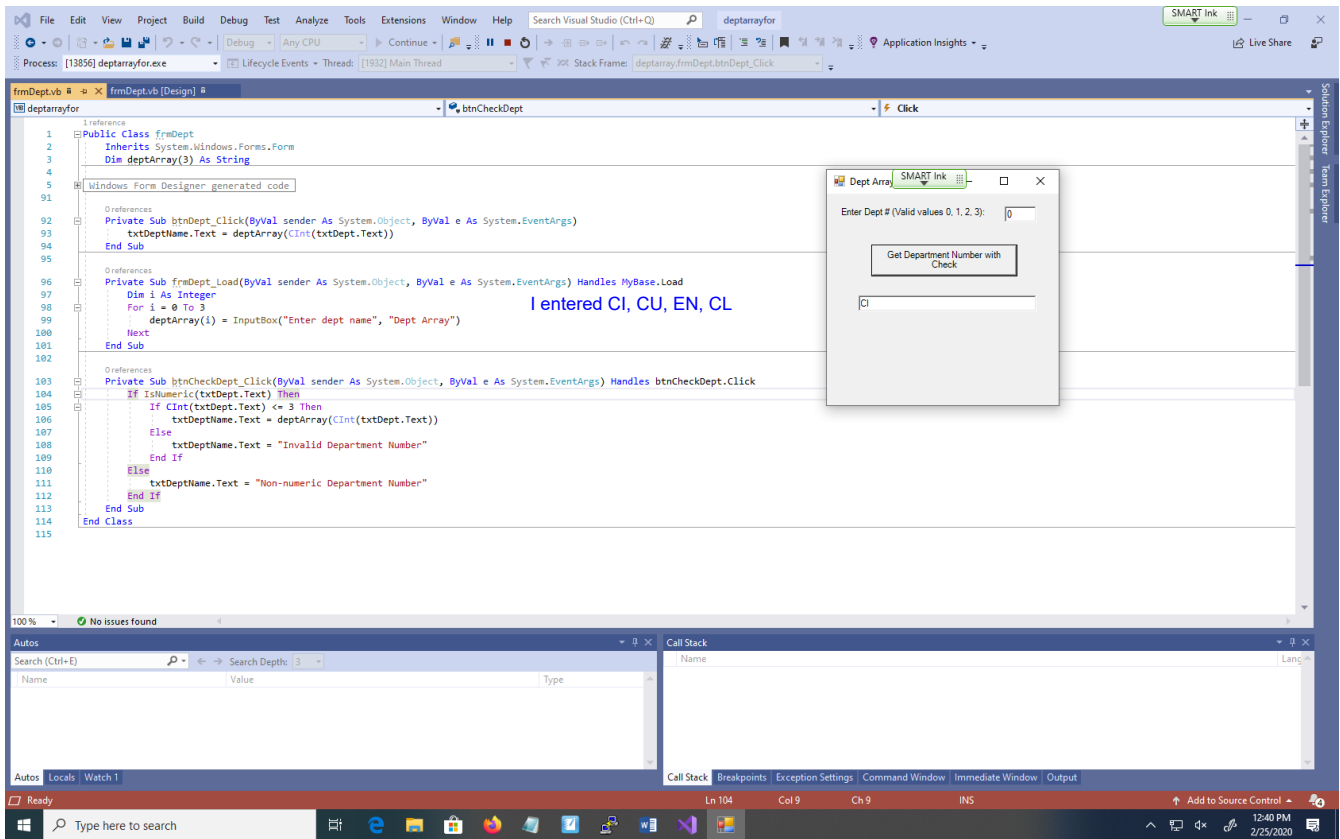 File Edit View Project Build Debug Test Analyze Tools Extensions Window Help Search Visual Studio (Ctrl+Q) deptarrayfor SMART Ink
Debug Any CPU Continue Application Insights Live Share
Process: [13856] deptarrayfor.exe Lifecycle Events Thread: [1932] Main Thread Stack Frame: deptarray.frmDept.btnDept_Click
frmDept.vb frmDept.vb [Design]
deptarrayfor btnCheckDept Click
1 reference
1 Public Class frmDept
2 Inherits System.Windows.Forms.Form
3 Dim deptArray(3) As String
4
5 Windows Form Designer generated code
91
0 references
92 Private Sub btnDept_Click(ByVal sender As System.Object, ByVal e As System.EventArgs)
93 txtDeptName.Text = deptArray(CInt(txtDept.Text))
94 End Sub
95
0 references
96 Private Sub frmDept_Load(ByVal sender As System.Object, ByVal e As System.EventArgs) Handles MyBase.Load
97 Dim i As Integer
98 For i = 0 To 3
99 deptArray(i) = InputBox("Enter dept name", "Dept Array")
100 Next
101 End Sub
102
0 references
103 Private Sub btnCheckDept_Click(ByVal sender As System.Object, ByVal e As System.EventArgs) Handles btnCheckDept.Click
104 If IsNumeric(txtDept.Text) Then
105 If CInt(txtDept.Text) <= 3 Then
106 txtDeptName.Text = deptArray(CInt(txtDept.Text))
107 Else
108 txtDeptName.Text = "Invalid Department Number"
109 End If
110 Else
111 txtDeptName.Text = "Non-numeric Department Number"
112 End If
113 End Sub
114 End Class
115
I entered CI, CU, EN, CL
Dept Array SMART Ink
Enter Dept # (Valid values 0, 1, 2, 3): 0
Get Department Number with
Check
CI
Solution Explorer
Team Explorer
100 % No issues found
Autos
Search (Ctrl+E) Search Depth: 3
Name Value Type
Autos Locals Watch 1
Call Stack
Name Lang
Call Stack Breakpoints Exception Settings Command Window Immediate Window Output
Ready Ln 104 Col 9 Ch 9 INS Add to Source Control
Type here to search
12:40 PM
2/25/2020